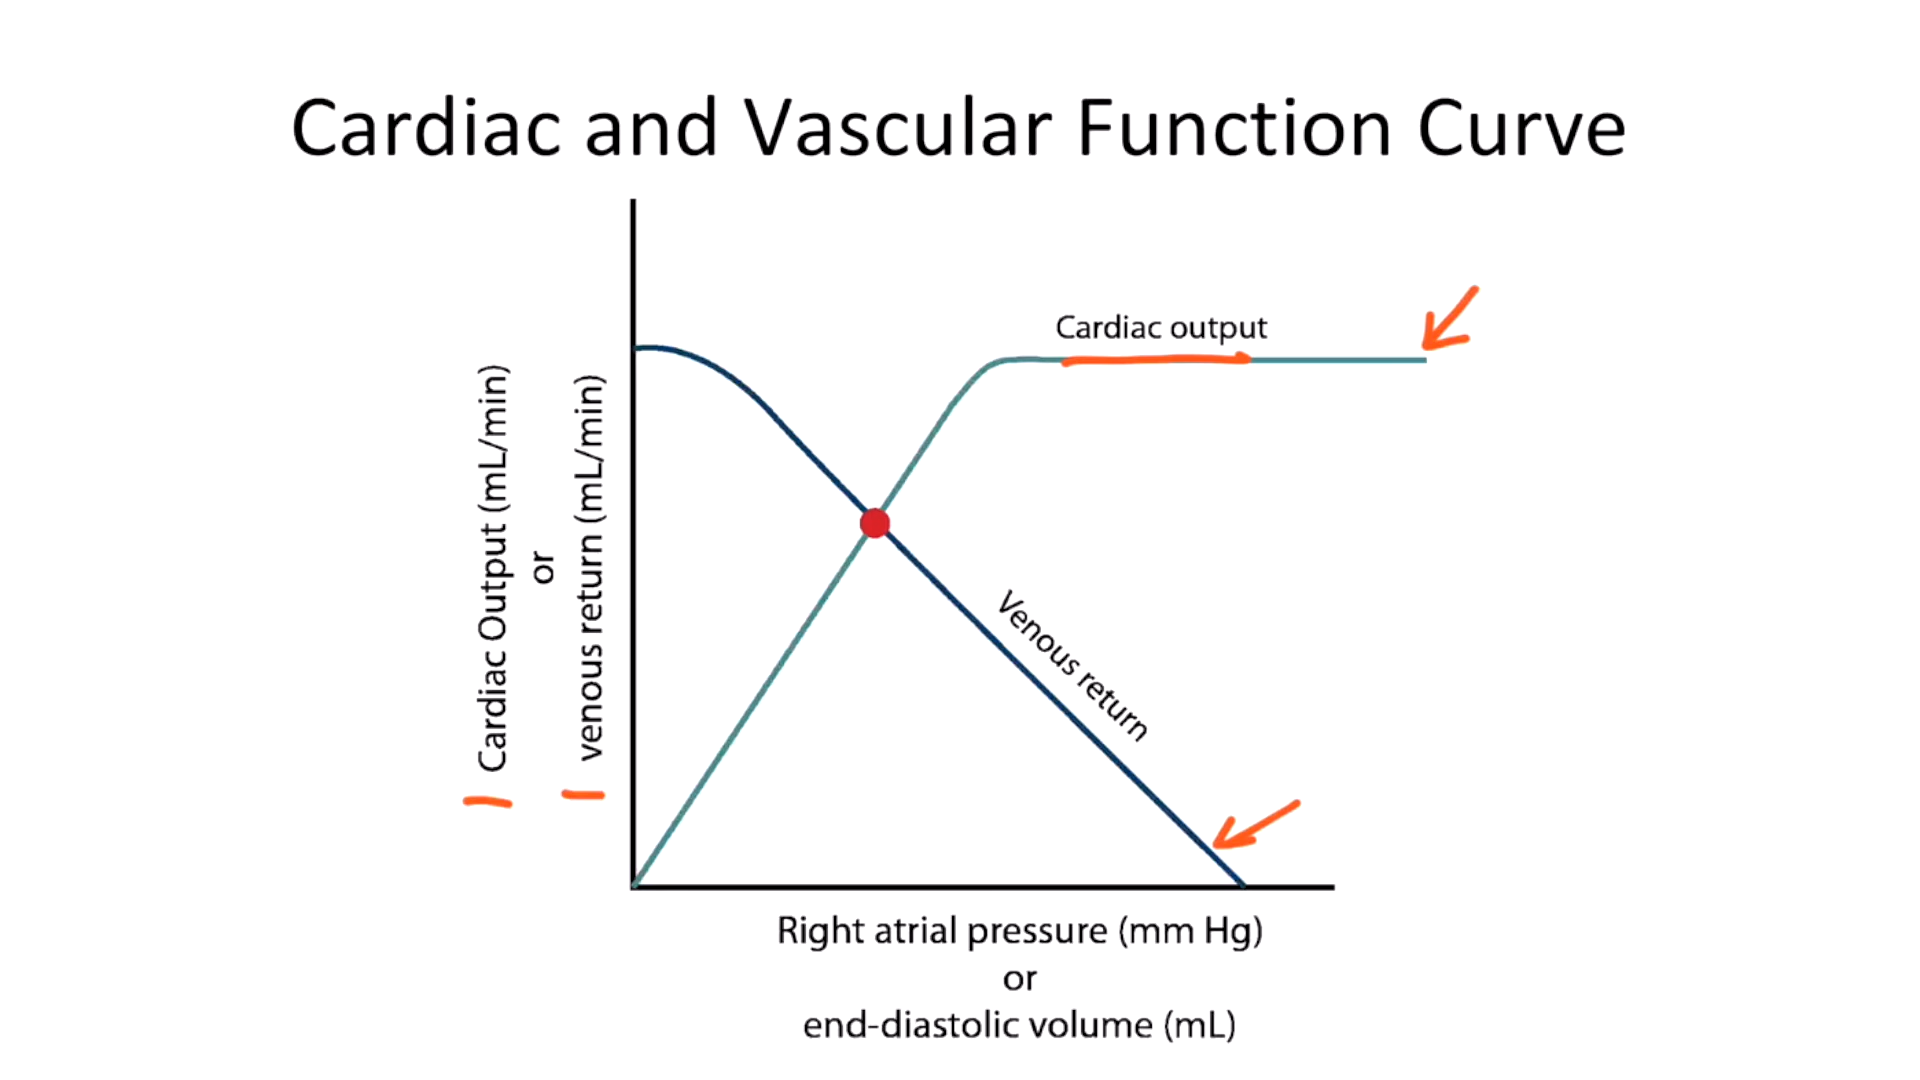 Cardiac and Vascular Function Curve
Cardiac Output (mL/min)
or
venous return (mL/min)
Cardiac output
Venous return
Right atrial pressure (mm Hg)
or
end-diastolic volume (mL)